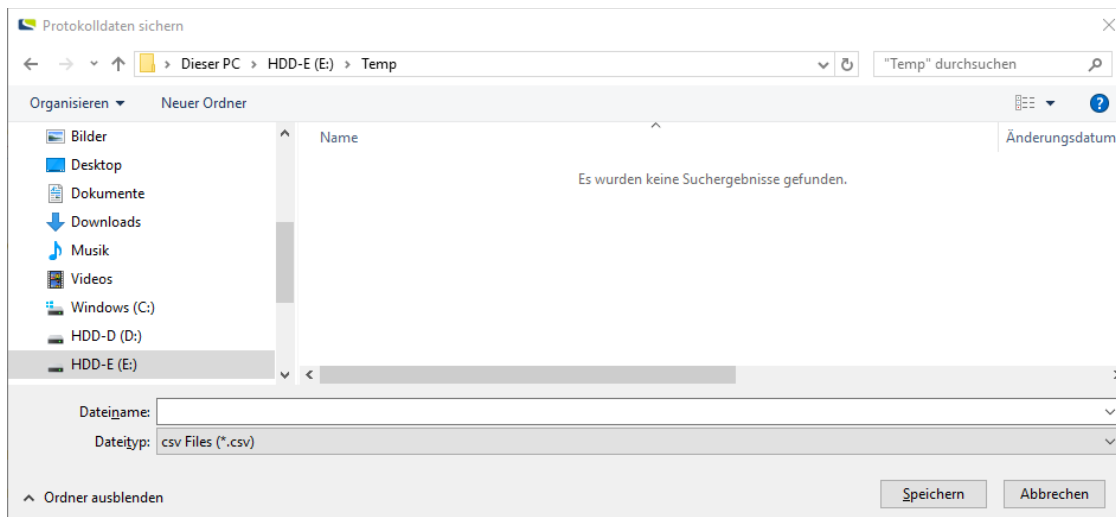 Protokolldaten sichern
Dieser PC > HDD-E (E:) > Temp
"Temp" durchsuchen
Organisieren
Neuer Ordner
?
Bilder
Desktop
Dokumente
Downloads
Musik
Videos
Windows (C:)
HDD-D (D:)
HDD-E (E:)
Name
Änderungsdatum
Es wurden keine Suchergebnisse gefunden.
Dateiname:
Dateityp: csv Files (*.csv)
Ordner ausblenden
Speichern
Abbrechen